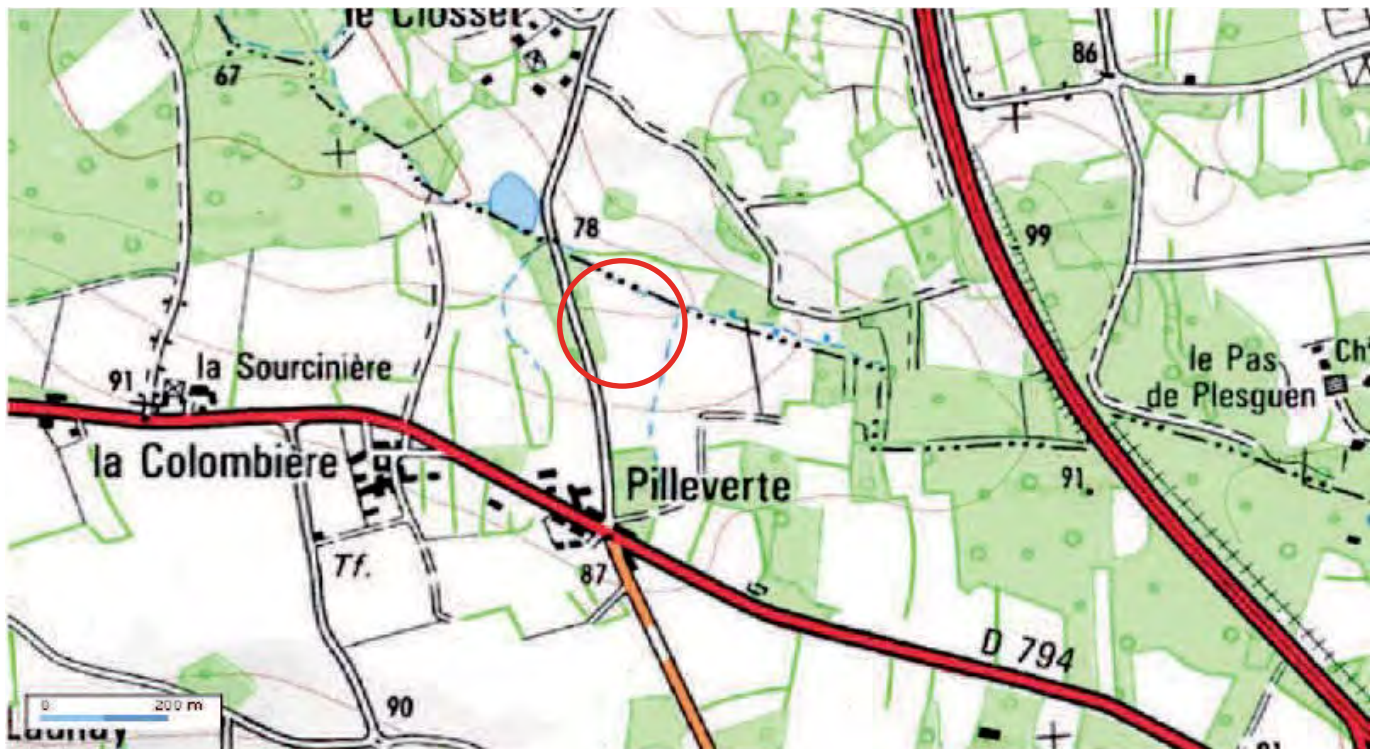 le Closset
67
86
78
99
la Sourcinière
91
le Pas
de Plesguen
Ch
la Colombière
Pilleverte
91.
Tf.
87
D 794
0
200 m
90